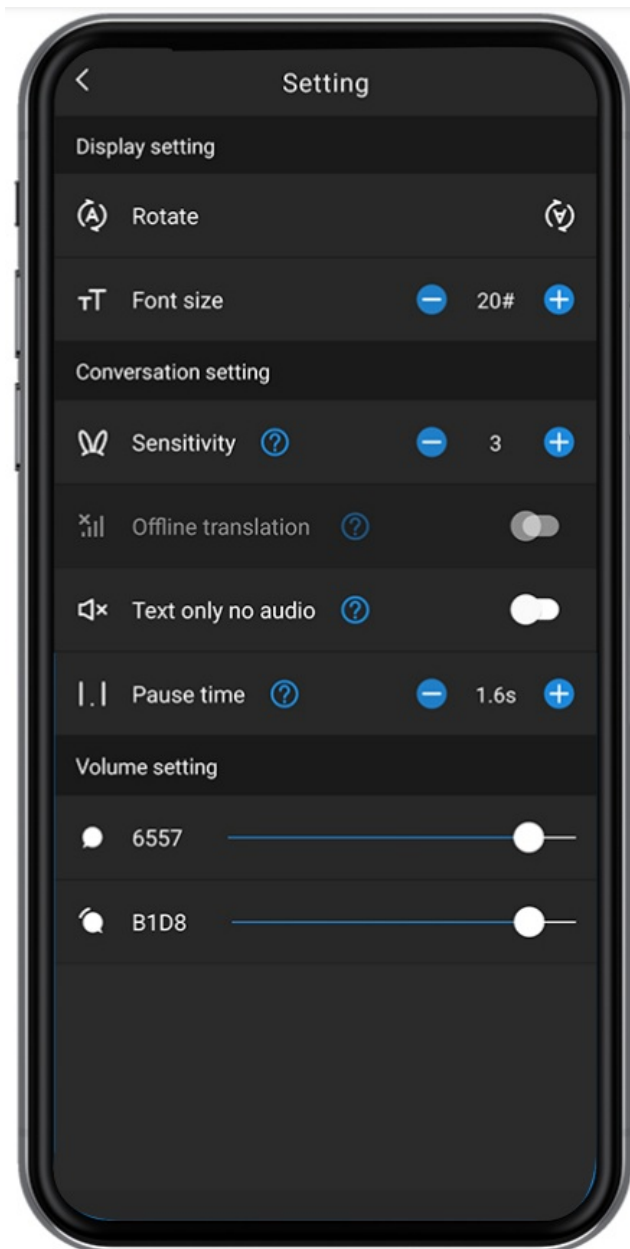 Setting
Display setting
Rotate
Font size 20#
Conversation setting
Sensitivity ? 3
Offline translation ?
Text only no audio ?
Pause time ? 1.6s
Volume setting
6557
B1D8